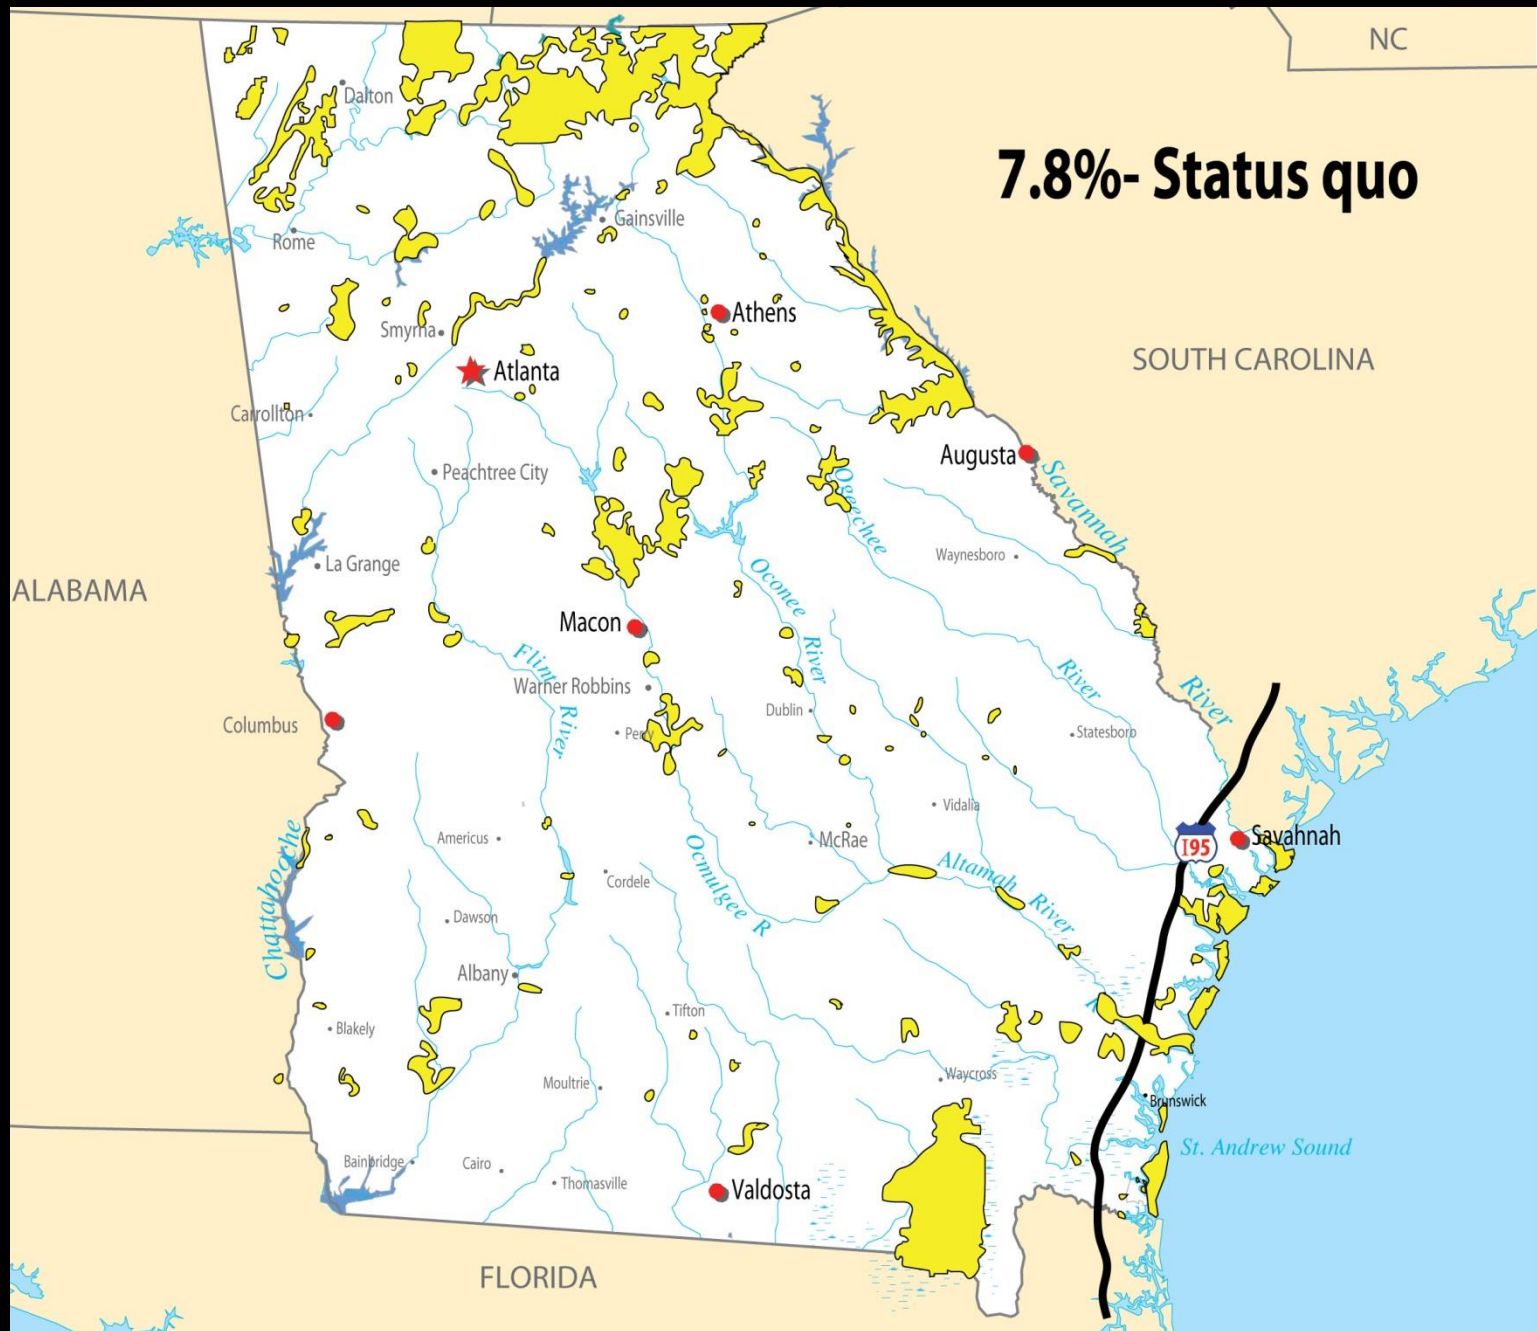 NC
7.8%- Status quo
Dalton
Gainsville
Rome
Athens
Smyrna
SOUTH CAROLINA
Atlanta
Carrollton
Augusta
Peachtree City
Savannah
Ogeechee
Waynesboro
La Grange
ALABAMA
Oconee
River
Macon
Flint
River
Warner Robbins
River
River
Dublin
Columbus
Perry
Statesboro
Vidalia
Savahnah
I95
Americus
McRae
Chattahooche
Ocmulgee R
Altamah
River
Cordele
Dawson
Albany
R
Tifton
Blakely
Waycross
Moultrie
Brunswick
St. Andrew Sound
Bainbridge
Cairo
Thomasville
Valdosta
FLORIDA